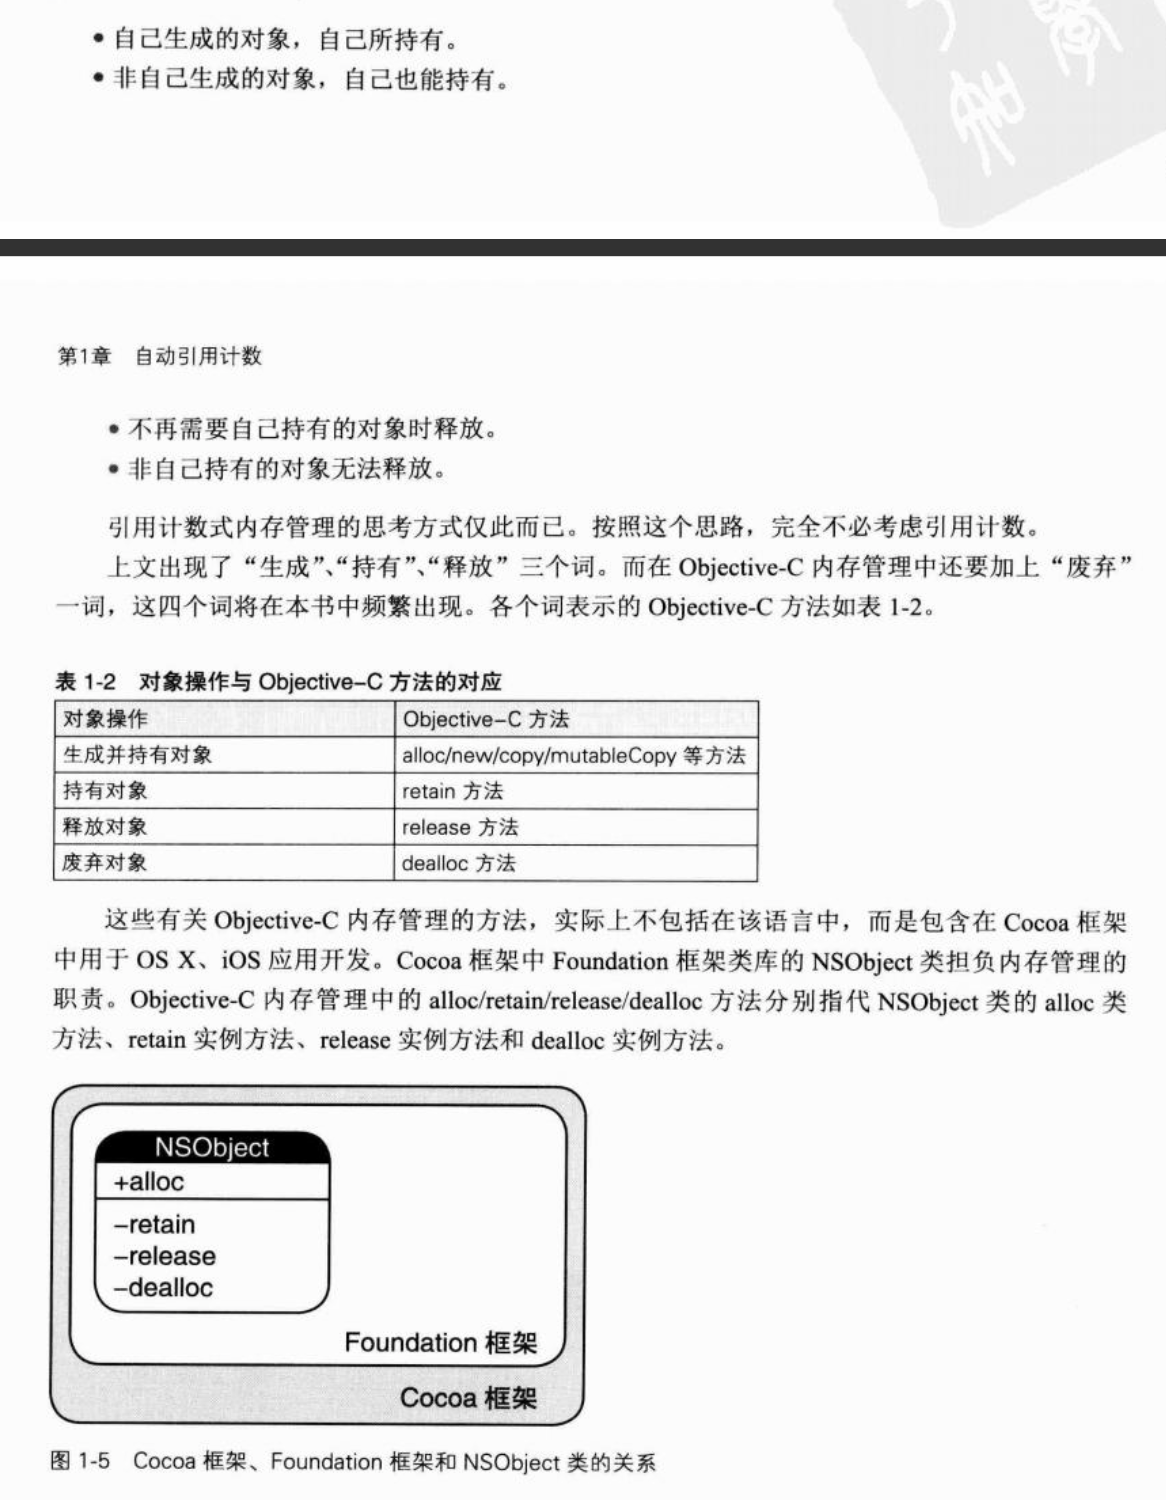 • 自己生成的对象，自己所持有。
• 非自己生成的对象，自己也能持有。
第1章 自动引用计数
• 不再需要自己持有的对象时释放。
• 非自己持有的对象无法释放。
引用计数式内存管理的思考方式仅此而已。按照这个思路，完全不必考虑引用计数。
上文出现了“生成”、“持有”、“释放”三个词。而在 Objective-C 内存管理中还要加上“废弃”
一词，这四个词将在本书中频繁出现。各个词表示的 Objective-C 方法如表 1-2。
表 1-2 对象操作与 Objective-C 方法的对应
对象操作 Objective-C 方法
生成并持有对象 alloc/new/copy/mutableCopy 等方法
持有对象 retain 方法
释放对象 release 方法
废弃对象 dealloc 方法
这些有关 Objective-C 内存管理的方法，实际上不包括在该语言中，而是包含在 Cocoa 框架
中用于 OS X、iOS 应用开发。Cocoa 框架中 Foundation 框架类库的 NSObject 类担负内存管理的
职责。Objective-C 内存管理中的 alloc/retain/release/dealloc 方法分别指代 NSObject 类的 alloc 类
方法、retain 实例方法、release 实例方法和 dealloc 实例方法。
NSObject
+alloc
-retain
-release
-dealloc
Foundation 框架
Cocoa 框架
图 1-5 Cocoa 框架、Foundation 框架和 NSObject 类的关系